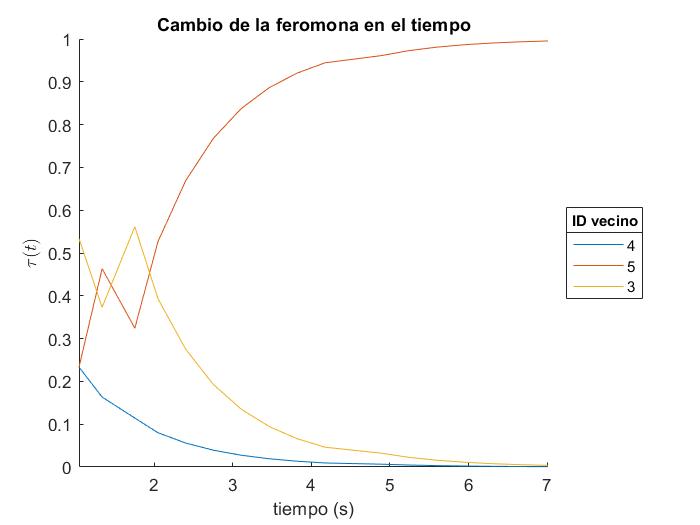 Cambio de la feromona en el tiempo
1
0.9
0.8
0.7
0.6
0.5
0.4
0.3
0.2
0.1
0
τ(t)
2 3 4 5 6 7
tiempo (s)
ID vecino
4
5
3